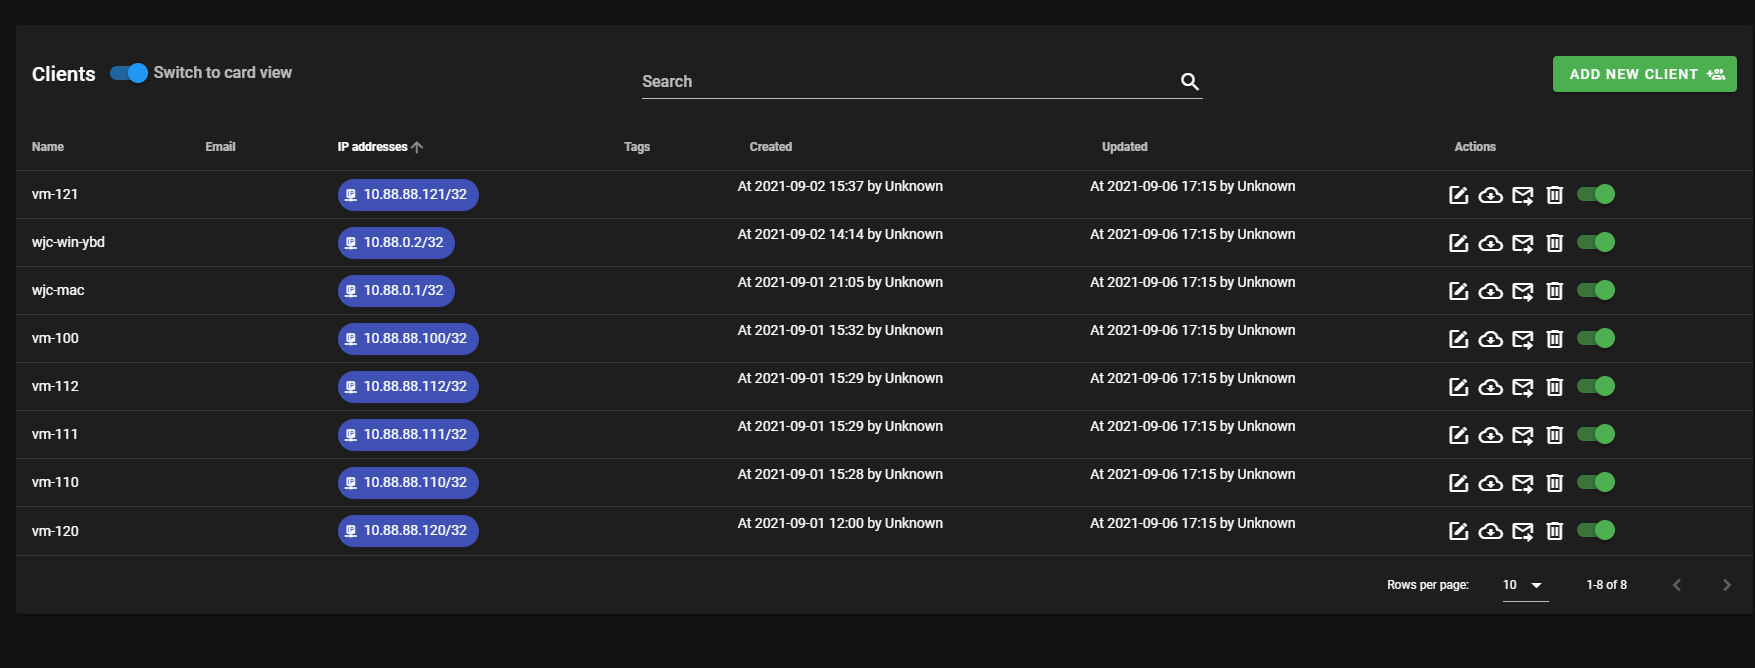 Clients Switch to card view Search ADD NEW CLIENT
Name Email IP addresses Tags Created Updated Actions
vm-121 10.88.88.121/32 At 2021-09-02 15:37 by Unknown At 2021-09-06 17:15 by Unknown
wjc-win-ybd 10.88.0.2/32 At 2021-09-02 14:14 by Unknown At 2021-09-06 17:15 by Unknown
wjc-mac 10.88.0.1/32 At 2021-09-01 21:05 by Unknown At 2021-09-06 17:15 by Unknown
vm-100 10.88.88.100/32 At 2021-09-01 15:32 by Unknown At 2021-09-06 17:15 by Unknown
vm-112 10.88.88.112/32 At 2021-09-01 15:29 by Unknown At 2021-09-06 17:15 by Unknown
vm-111 10.88.88.111/32 At 2021-09-01 15:29 by Unknown At 2021-09-06 17:15 by Unknown
vm-110 10.88.88.110/32 At 2021-09-01 15:28 by Unknown At 2021-09-06 17:15 by Unknown
vm-120 10.88.88.120/32 At 2021-09-01 12:00 by Unknown At 2021-09-06 17:15 by Unknown
Rows per page: 10 1-8 of 8